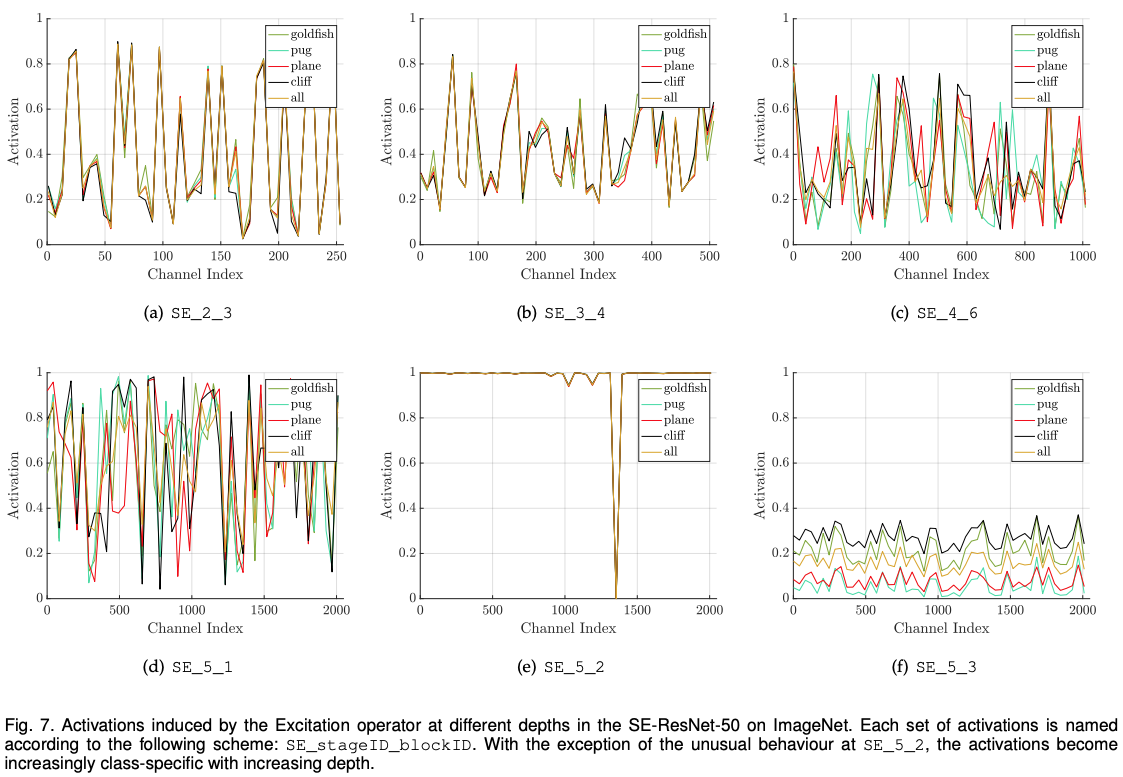 1
0.8
0.6
0.4
0.2
0
Activation
0 50 100 150 200 250
Channel Index
goldfish
pug
plane
cliff
all
(a) SE_2_3
1
0.8
0.6
0.4
0.2
0
Activation
0 100 200 300 400 500
Channel Index
goldfish
pug
plane
cliff
all
(b) SE_3_4
1
0.8
0.6
0.4
0.2
0
Activation
0 200 400 600 800 1000
Channel Index
goldfish
pug
plane
cliff
all
(c) SE_4_6
1
0.8
0.6
0.4
0.2
0
Activation
0 500 1000 1500 2000
Channel Index
goldfish
pug
plane
cliff
all
(d) SE_5_1
1
0.8
0.6
0.4
0.2
0
Activation
0 500 1000 1500 2000
Channel Index
goldfish
pug
plane
cliff
all
(e) SE_5_2
1
0.8
0.6
0.4
0.2
0
Activation
0 500 1000 1500 2000
Channel Index
goldfish
pug
plane
cliff
all
(f) SE_5_3
Fig. 7. Activations induced by the Excitation operator at different depths in the SE-ResNet-50 on ImageNet. Each set of activations is named
according to the following scheme: SE_stageID_blockID. With the exception of the unusual behaviour at SE_5_2, the activations become
increasingly class-specific with increasing depth.